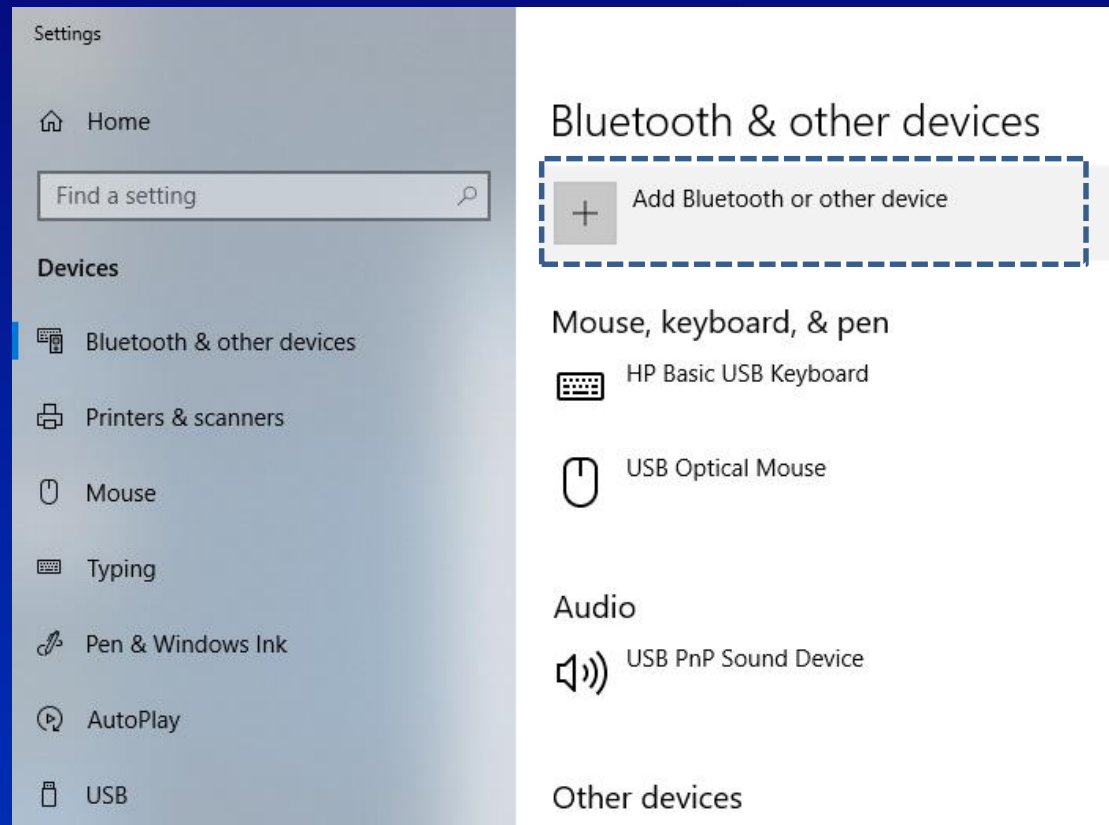 Settings
Home
Find a setting
Devices
Bluetooth & other devices
Printers & scanners
Mouse
Typing
Pen & Windows Ink
AutoPlay
USB
Bluetooth & other devices
Add Bluetooth or other device
Mouse, keyboard, & pen
HP Basic USB Keyboard
USB Optical Mouse
Audio
USB PnP Sound Device
Other devices